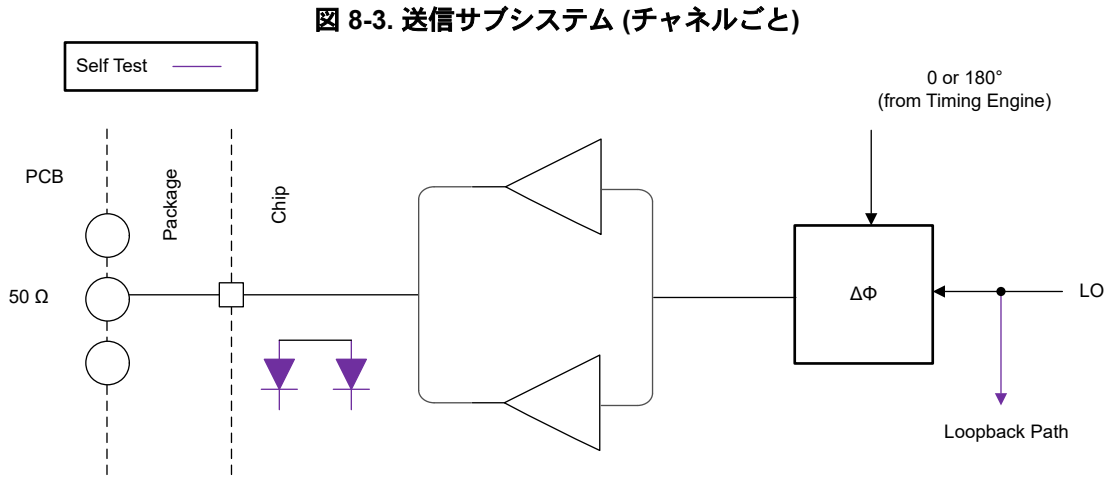 図 8-3. 送信サブシステム (チャネルごと)
Self Test
0 or 180°
(from Timing Engine)
PCB
Package
Chip
50 Ω
ΔΦ
LO
Loopback Path